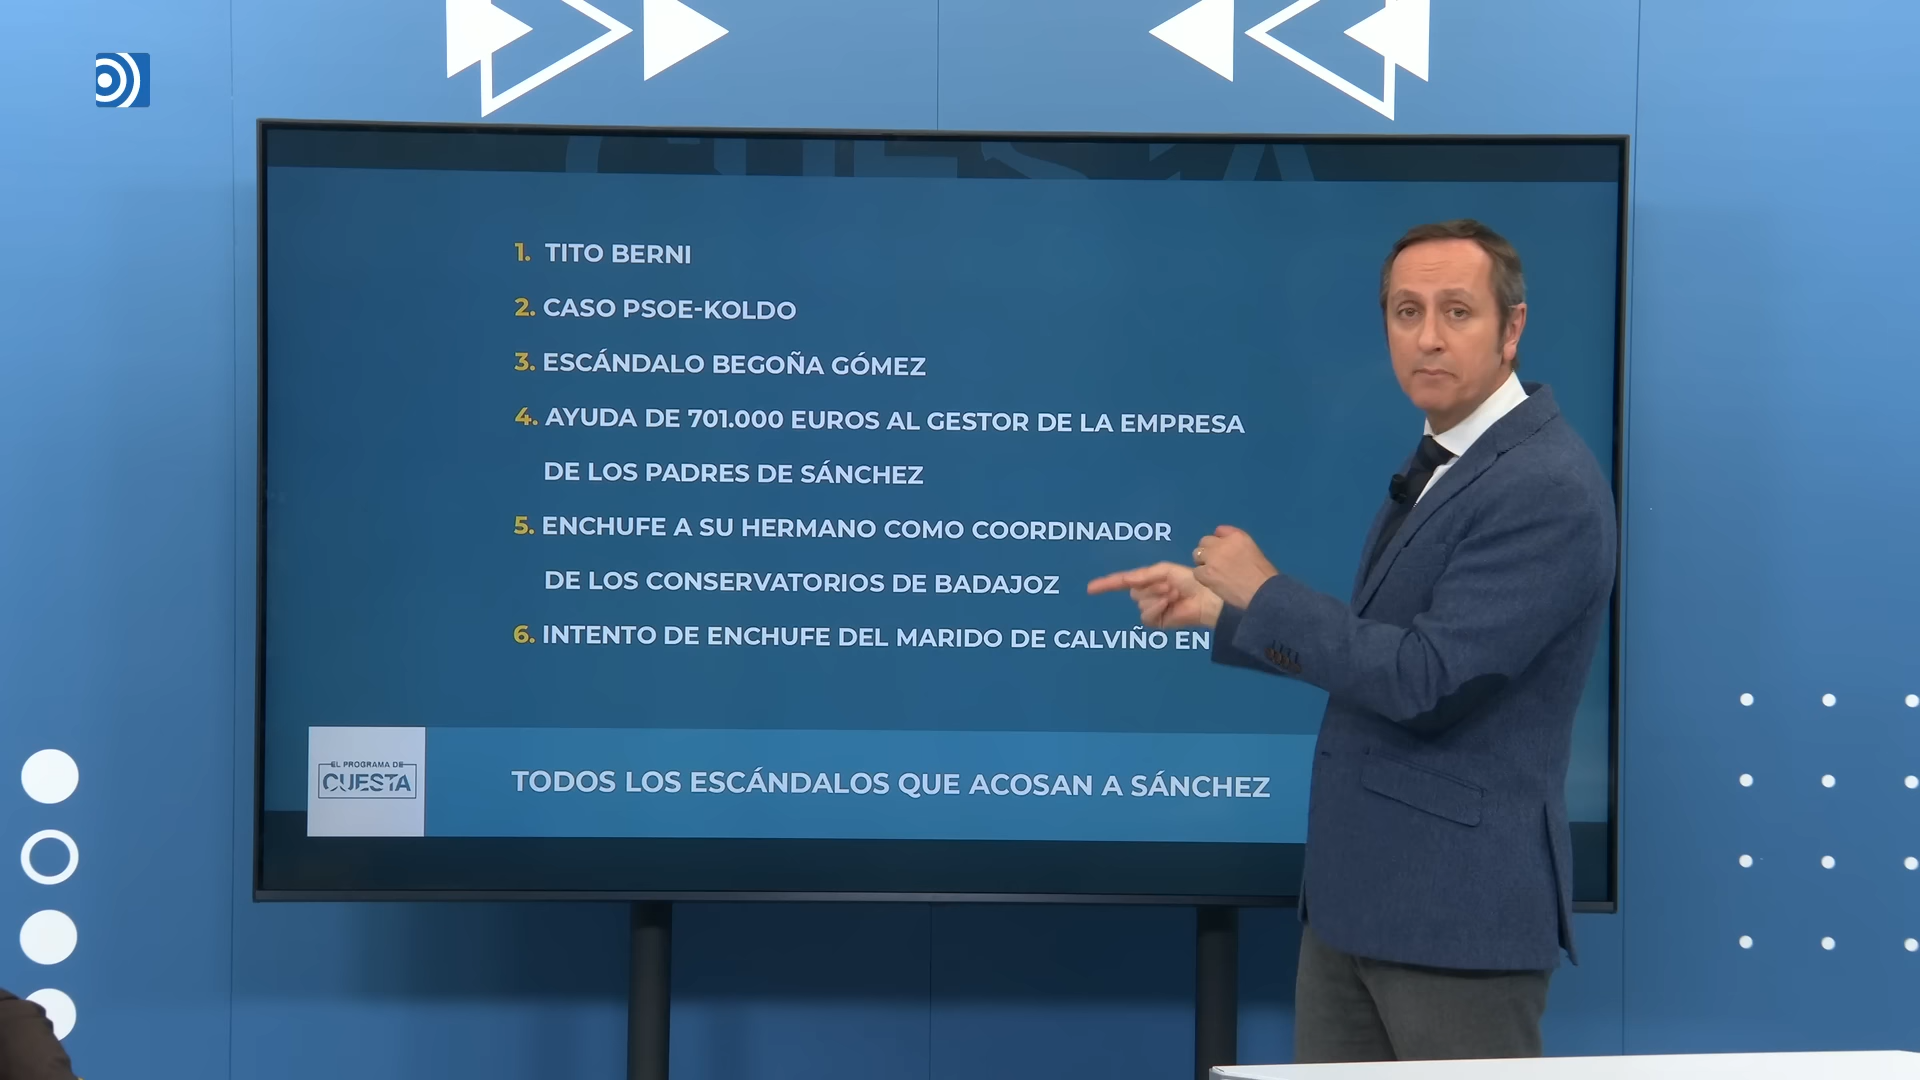 CUESTA
1. TITO BERNI
2. CASO PSOE-KOLDO
3. ESCÁNDALO BEGOÑA GÓMEZ
4. AYUDA DE 701.000 EUROS AL GESTOR DE LA EMPRESA
DE LOS PADRES DE SÁNCHEZ
5. ENCHUFE A SU HERMANO COMO COORDINADOR
DE LOS CONSERVATORIOS DE BADAJOZ
6. INTENTO DE ENCHUFE DEL MARIDO DE CALVIÑO EN
EL PROGRAMA DE
CUESTA
TODOS LOS ESCÁNDALOS QUE ACOSAN A SÁNCHEZ